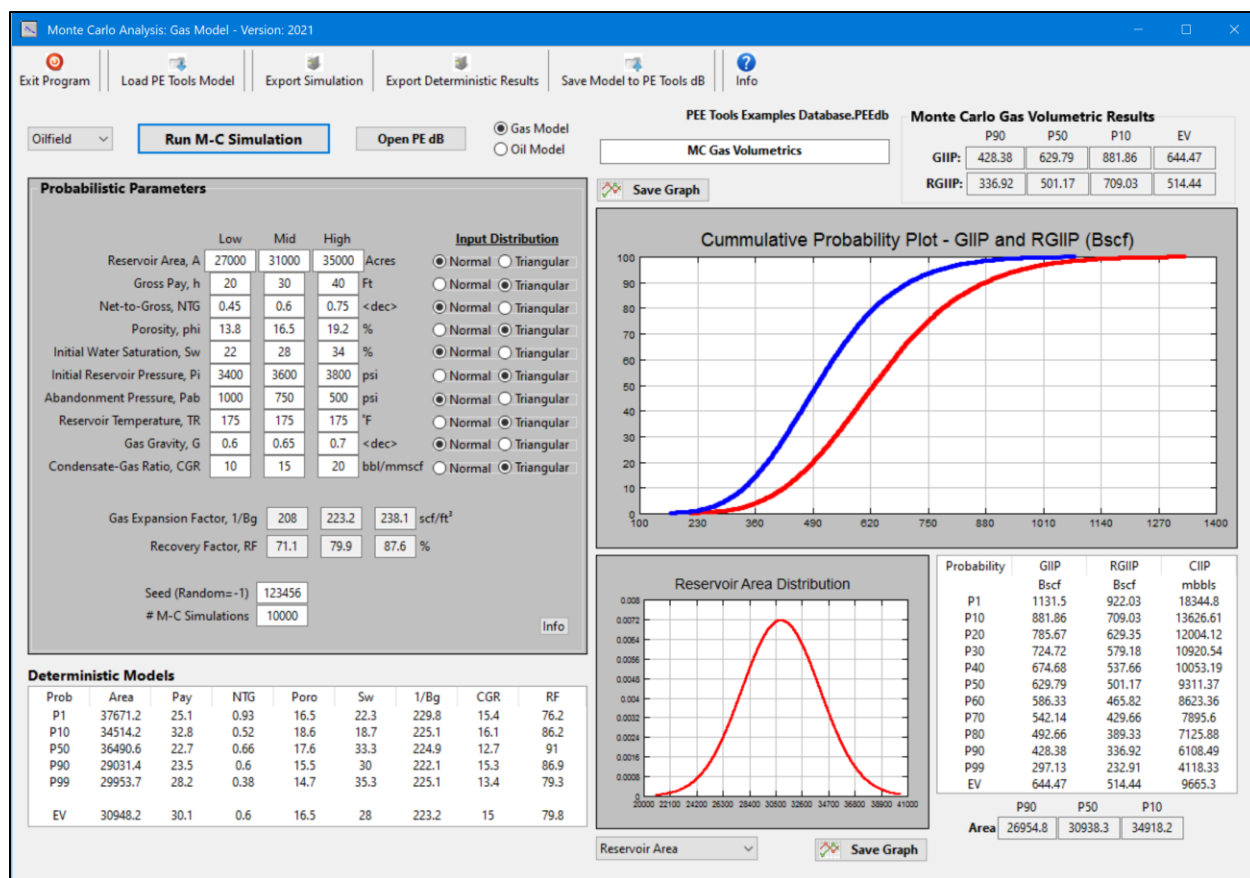 Monte Carlo Analysis: Gas Model - Version: 2021
Exit Program Load PE Tools Model Export Simulation Export Deterministic Results Save Model to PE Tools dB Info
Oilfield Run M-C Simulation Open PE dB
Gas Model
Oil Model
PEE Tools Examples Database.PEEdb
MC Gas Volumetrics
Monte Carlo Gas Volumetric Results
P90 P50 P10 EV
GIIP: 428.38 629.79 881.86 644.47
RGIIP: 336.92 501.17 709.03 514.44
Probabilistic Parameters
Low Mid High Input Distribution
Reservoir Area, A 27000 31000 35000 Acres Normal Triangular
Gross Pay, h 20 30 40 Ft Normal Triangular
Net-to-Gross, NTG 0.45 0.6 0.75 <dec> Normal Triangular
Porosity, phi 13.8 16.5 19.2 % Normal Triangular
Initial Water Saturation, Sw 22 28 34 % Normal Triangular
Initial Reservoir Pressure, Pi 3400 3600 3800 psi Normal Triangular
Abandonment Pressure, Pab 1000 750 500 psi Normal Triangular
Reservoir Temperature, TR 175 175 175 °F Normal Triangular
Gas Gravity, G 0.6 0.65 0.7 <dec> Normal Triangular
Condensate-Gas Ratio, CGR 10 15 20 bbl/mmscf Normal Triangular
Gas Expansion Factor, 1/Bg 208 223.2 238.1 scf/ft³
Recovery Factor, RF 71.1 79.9 87.6 %
Seed (Random=-1) 123456
# M-C Simulations 10000
Info
Deterministic Models
Prob Area Pay NTG Poro Sw 1/Bg CGR RF
P1 37671.2 25.1 0.93 16.5 22.3 229.8 15.4 76.2
P10 34514.2 32.8 0.52 18.6 18.7 225.1 16.1 86.2
P50 36490.6 22.7 0.66 17.6 33.3 224.9 12.7 91
P90 29031.4 23.5 0.6 15.5 30 222.1 15.3 86.9
P99 29953.7 28.2 0.38 14.7 35.3 225.1 13.4 79.3
EV 30948.2 30.1 0.6 16.5 28 223.2 15 79.8
Save Graph
Cummulative Probability Plot - GIIP and RGIIP (Bscf)
100
90
80
70
60
50
40
30
20
10
0
100 230 360 490 620 750 880 1010 1140 1270 1400
Reservoir Area Distribution
0.008
0.0072
0.0064
0.0056
0.0048
0.004
0.0032
0.0024
0.0016
0.0008
0
20000 22100 24200 26300 28400 30500 32600 34700 36800 38900 41000
Reservoir Area Save Graph
Probability GIIP RGIIP CIIP
Bscf Bscf mbbls
P1 1131.5 922.03 18344.8
P10 881.86 709.03 13626.61
P20 785.67 629.35 12004.12
P30 724.72 579.18 10920.54
P40 674.68 537.66 10053.19
P50 629.79 501.17 9311.37
P60 586.33 465.82 8623.36
P70 542.14 429.66 7895.6
P80 492.66 389.33 7125.88
P90 428.38 336.92 6108.49
P99 297.13 232.91 4118.33
EV 644.47 514.44 9665.3
P90 P50 P10
Area 26954.8 30938.3 34918.2